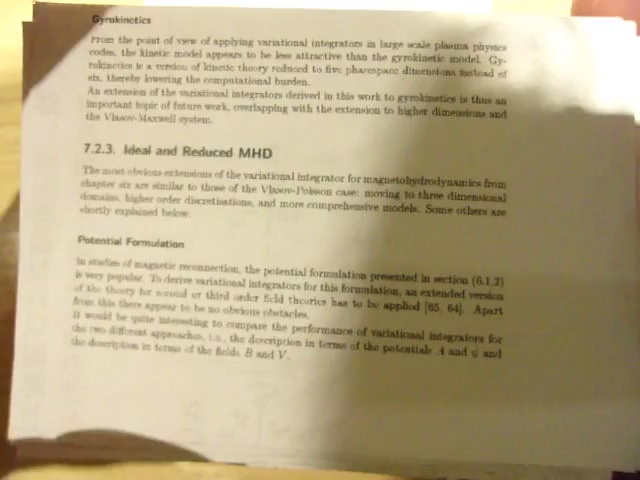 Gyrokinetics
From the point of view of applying variational integrators in large scale plasma physics
codes, the kinetic model appears to be less attractive than the gyrokinetic model. Gy-
rokinetics is a version of kinetic theory reduced to five phasespace dimensions instead of
six, thereby lowering the computational burden.
An extension of the variational integrators derived in this work to gyrokinetics is thus an
important topic of future work, overlapping with the extension to higher dimensions and
the Vlasov-Maxwell system.
7.2.3. Ideal and Reduced MHD
The most obvious extensions of the variational integrator for magnetohydrodynamics from
chapter six are similar to those of the Vlasov-Poisson case: moving to three dimensional
domains, higher order discretisations, and more comprehensive models. Some others are
shortly explained below.
Potential Formulation
In studies of magnetic reconnection, the potential formulation presented in section (6.1.2)
is very popular. To derive variational integrators for this formulation, an extended version
of the theory for second or third order field theories has to be applied [65, 64]. Apart
from this there appear to be no obvious obstacles.
It would be quite interesting to compare the performance of variational integrators for
the two different approaches, i.e., the description in terms of the potentials A and ψ and
the description in terms of the fields B and V.